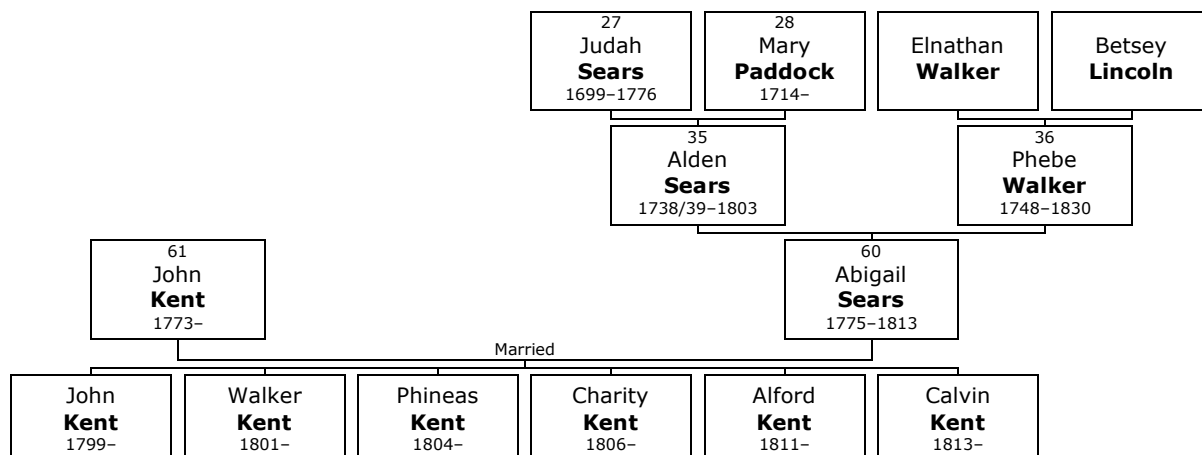 27
Judah
Sears
1699–1776
28
Mary
Paddock
1714–
Elnathan
Walker
Betsey
Lincoln
35
Alden
Sears
1738/39–1803
36
Phebe
Walker
1748–1830
61
John
Kent
1773–
60
Abigail
Sears
1775–1813
Married
John
Kent
1799–
Walker
Kent
1801–
Phineas
Kent
1804–
Charity
Kent
1806–
Alford
Kent
1811–
Calvin
Kent
1813–